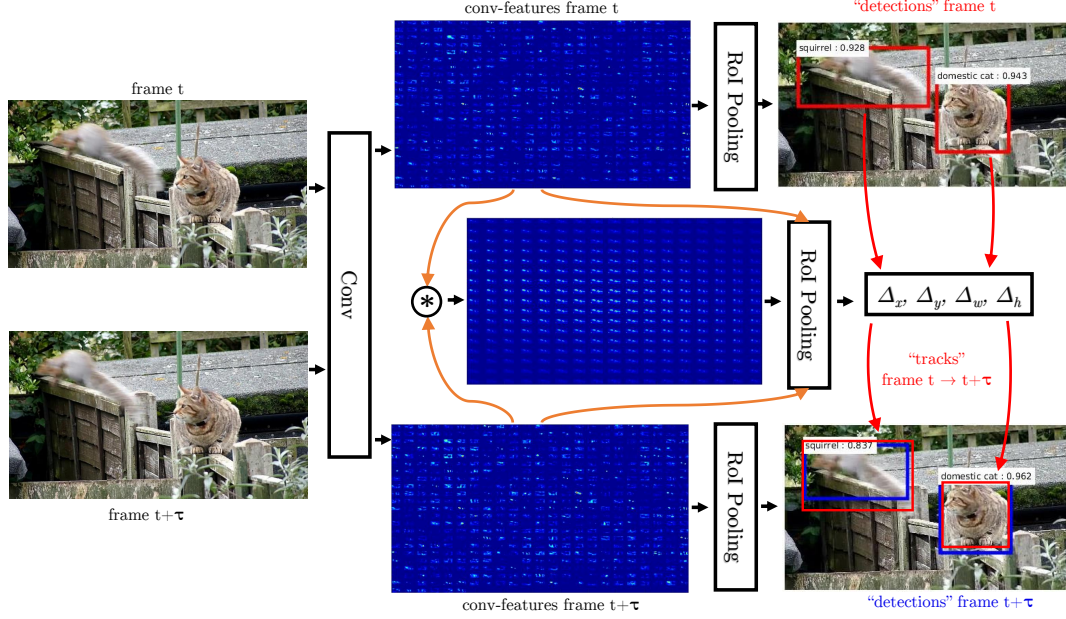 conv-features frame t
“detections” frame t
frame t
RoI Pooling
squirrel : 0.928
domestic cat : 0.943
Conv
*
RoI Pooling
Δx, Δy, Δw, Δh
“tracks”
frame t → t+τ
RoI Pooling
squirrel : 0.837
domestic cat : 0.962
frame t+τ
conv-features frame t+τ
“detections” frame t+τ